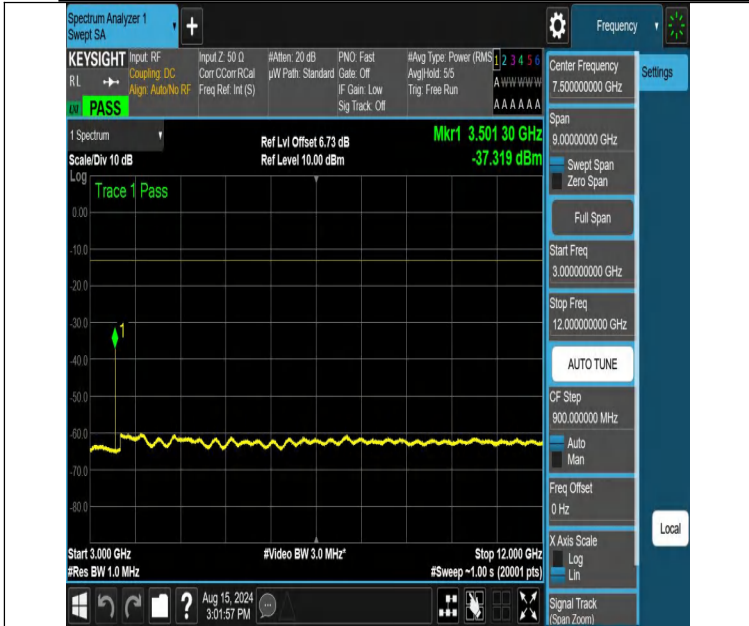 Spectrum Analyzer 1
Swept SA
+
Frequency
KEYSIGHT
RL
PASS
Input: RF
Coupling: DC
Align: Auto/No RF
Input Z: 50 Ω
Corr CCorr RCal
Freq Ref: Int (S)
#Atten: 20 dB
µW Path: Standard
PNO: Fast
Gate: Off
IF Gain: Low
Sig Track: Off
#Avg Type: Power (RMS
Avg|Hold: 5/5
Trig: Free Run
1 2 3 4 5 6
A W W W W W
A A A A A A
Center Frequency
7.500000000 GHz
Settings
1 Spectrum
Scale/Div 10 dB
Ref Lvl Offset 6.73 dB
Ref Level 10.00 dBm
Mkr1 3.501 30 GHz
-37.319 dBm
Log
Trace 1 Pass
0.00
-10.0
-20.0
-30.0
-40.0
-50.0
-60.0
-70.0
-80.0
1
Start 3.000 GHz
#Res BW 1.0 MHz
#Video BW 3.0 MHz*
Stop 12.000 GHz
#Sweep ~1.00 s (20001 pts)
Span
9.00000000 GHz
Swept Span
Zero Span
Full Span
Start Freq
3.000000000 GHz
Stop Freq
12.000000000 GHz
AUTO TUNE
CF Step
900.000000 MHz
Auto
Man
Freq Offset
0 Hz
X Axis Scale
Log
Lin
Signal Track
(Span Zoom)
Local
?
Aug 15, 2024
3:01:57 PM